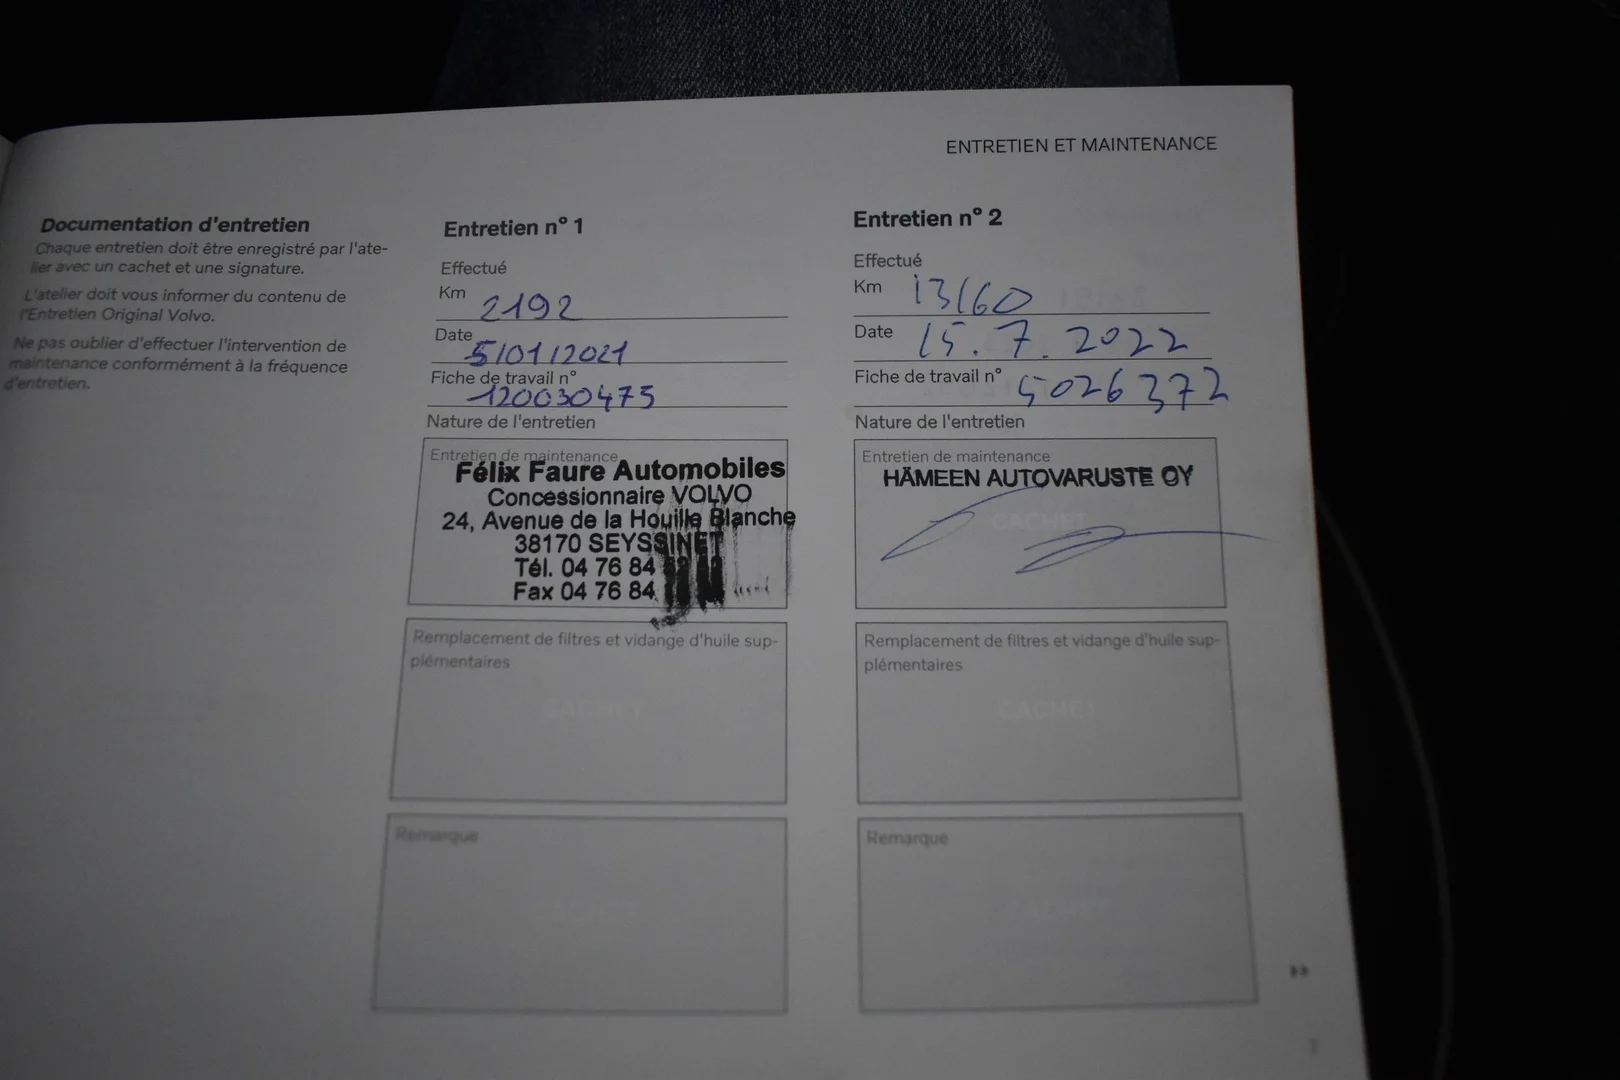 ENTRETIEN ET MAINTENANCE
Documentation d'entretien
Chaque entretien doit être enregistré par l'ate-
lier avec un cachet et une signature.
L'atelier doit vous informer du contenu de
l'Entretien Original Volvo.
Ne pas oublier d'effectuer l'intervention de
maintenance conformément à la fréquence
d'entretien.
Entretien n° 1
Effectué
Km 2192
Date 5/01/2021
Fiche de travail n°
120030475
Nature de l'entretien
Entretien de maintenance
Félix Faure Automobiles
Concessionnaire VOLVO
24, Avenue de la Houille Blanche
38170 SEYSSINET
Tél. 04 76 84
Fax 04 76 84
Remplacement de filtres et vidange d'huile sup-
plémentaires
CACHET
Remarque
CACHET
Entretien n° 2
Effectué
Km 13160
Date 15.7.2022
Fiche de travail n° 5026372
Nature de l'entretien
Entretien de maintenance
HÄMEEN AUTOVARUSTE OY
CACHET
Remplacement de filtres et vidange d'huile sup-
plémentaires
CACHET
Remarque
CACHET